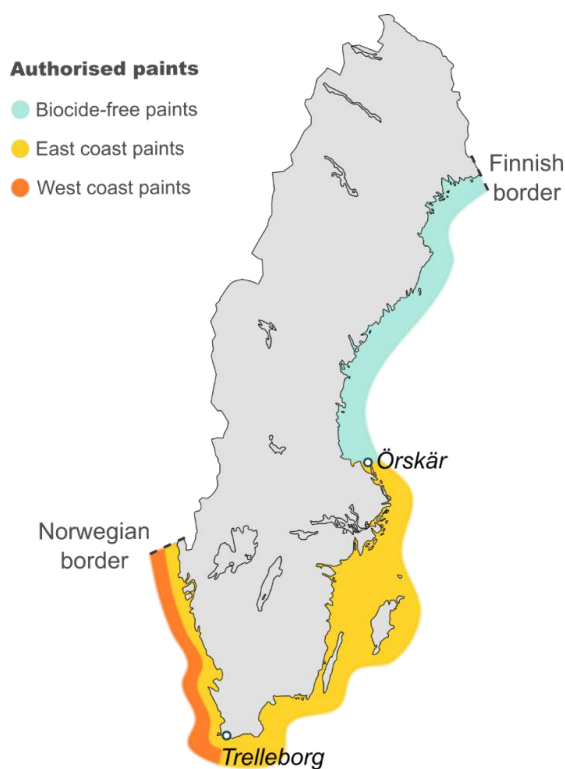 Authorised paints
Biocide-free paints
East coast paints
West coast paints
Finnish
border
Örskär
Norwegian
border
Trelleborg